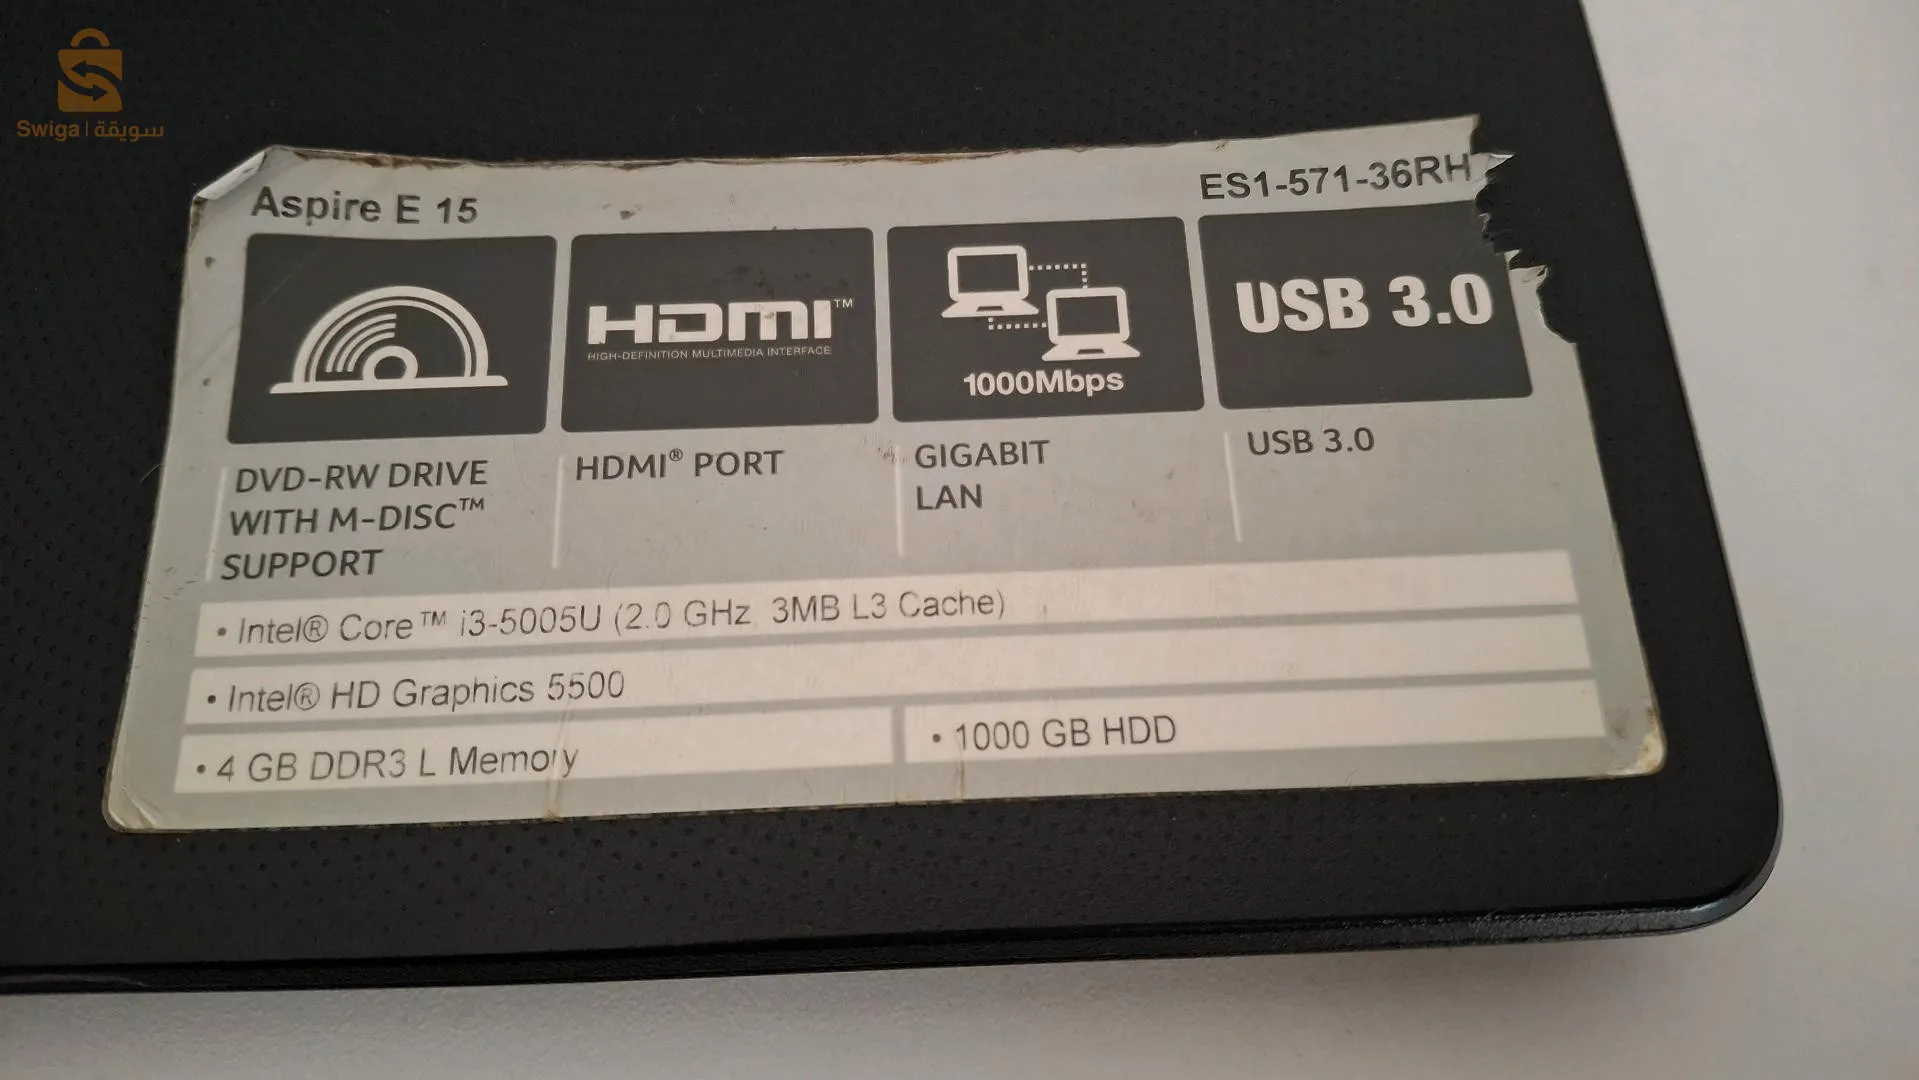 Swiga | سويقة
Aspire E 15
ES1-571-36RH
HDMI™
HIGH-DEFINITION MULTIMEDIA INTERFACE
1000Mbps
USB 3.0
DVD-RW DRIVE
WITH M-DISC™
SUPPORT
HDMI® PORT
GIGABIT
LAN
USB 3.0
• Intel® Core™ i3-5005U (2.0 GHz, 3MB L3 Cache)
• Intel® HD Graphics 5500
• 4 GB DDR3 L Memory
• 1000 GB HDD